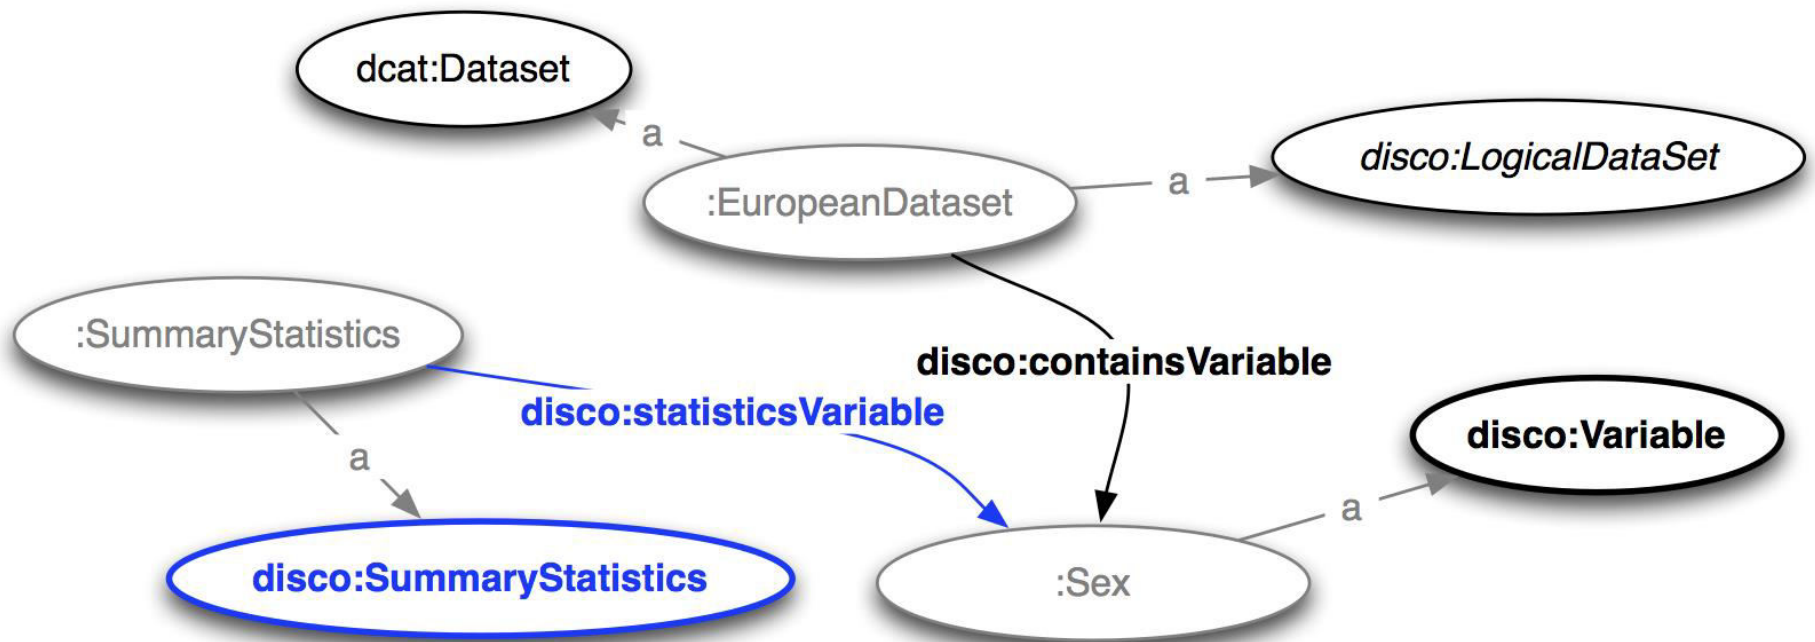 dcat:Dataset
a
disco:LogicalDataSet
:EuropeanDataset
a
:SummaryStatistics
disco:containsVariable
disco:statisticsVariable
disco:Variable
a
a
disco:SummaryStatistics
:Sex